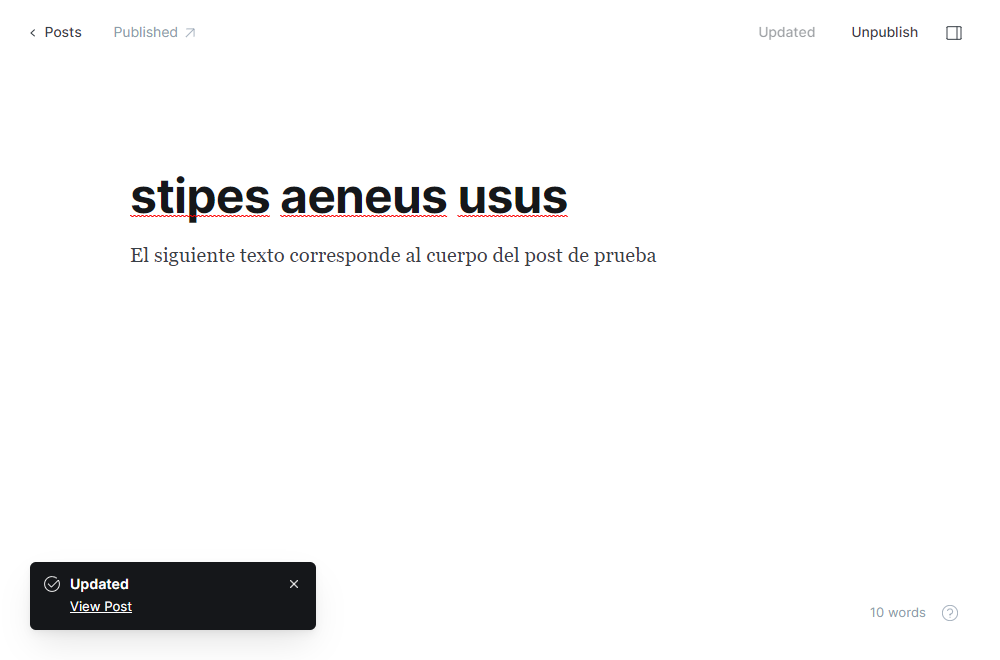 Posts
Published
Updated
Unpublish
stipes aeneus usus
El siguiente texto corresponde al cuerpo del post de prueba
Updated
View Post
10 words
?